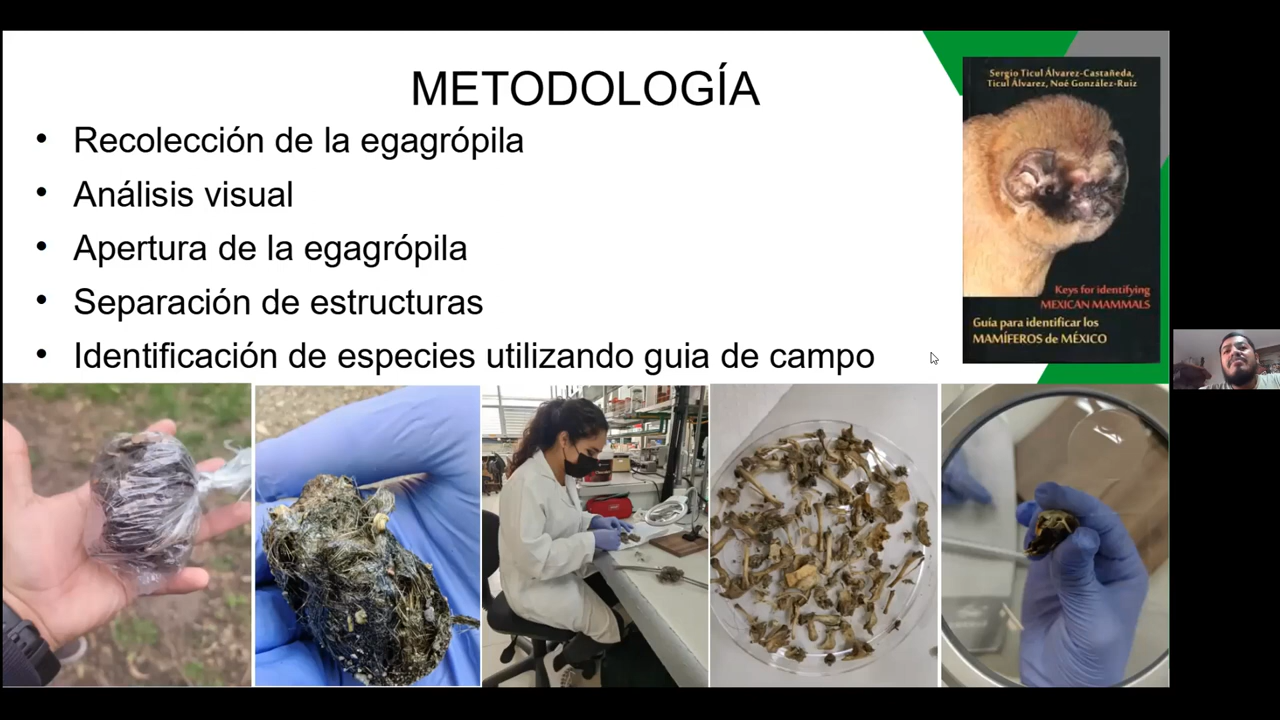 METODOLOGÍA
• Recolección de la egagrópila
• Análisis visual
• Apertura de la egagrópila
• Separación de estructuras
• Identificación de especies utilizando guia de campo
Sergio Ticul Álvarez-Castañeda,
Ticul Álvarez, Noé González-Ruiz
Keys for identifying
MEXICAN MAMMALS
Guía para identificar los
MAMÍFEROS de MÉXICO